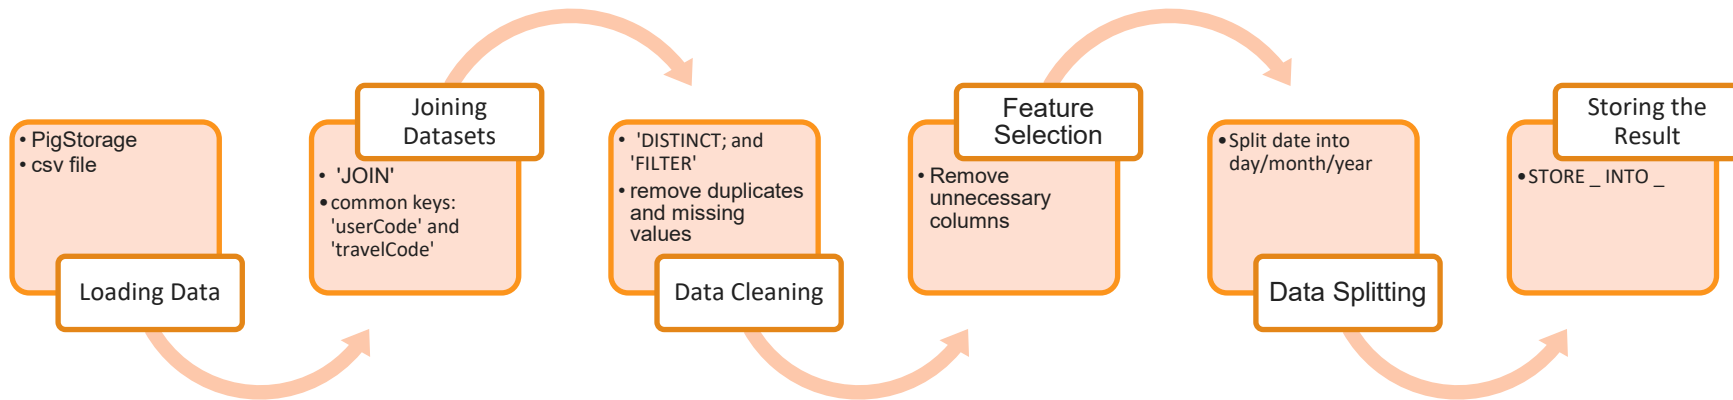 • PigStorage
• csv file
Loading Data
Joining
Datasets
• 'JOIN'
• common keys:
'userCode' and
'travelCode'
• 'DISTINCT; and
'FILTER'
• remove duplicates
and missing
values
Data Cleaning
Feature
Selection
• Remove
unnecessary
columns
• Split date into
day/month/year
Data Splitting
Storing the
Result
• STORE _ INTO _